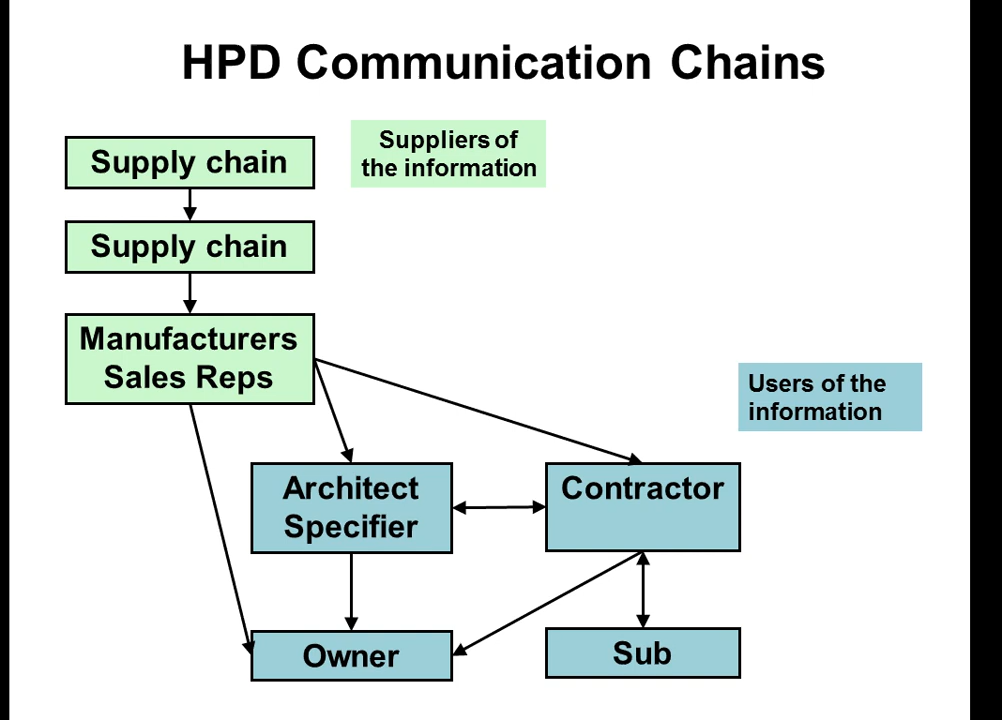 HPD Communication Chains
Supply chain
Suppliers of
the information
Supply chain
Manufacturers
Sales Reps
Users of the
information
Architect
Specifier
Contractor
Owner
Sub